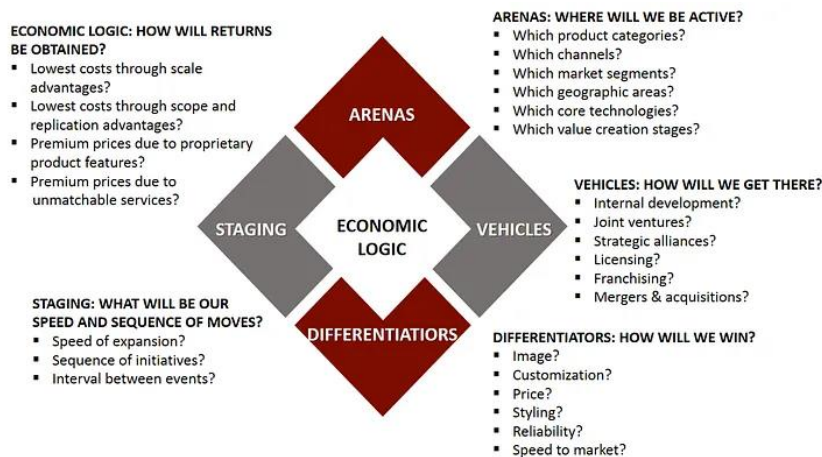 ECONOMIC LOGIC: HOW WILL RETURNS
BE OBTAINED?
▪ Lowest costs through scale
advantages?
▪ Lowest costs through scope and
replication advantages?
▪ Premium prices due to proprietary
product features?
▪ Premium prices due to
unmatchable services?
ARENAS: WHERE WILL WE BE ACTIVE?
▪ Which product categories?
▪ Which channels?
▪ Which market segments?
▪ Which geographic areas?
▪ Which core technologies?
▪ Which value creation stages?
ARENAS
STAGING
ECONOMIC
LOGIC
VEHICLES
DIFFERENTIATIORS
VEHICLES: HOW WILL WE GET THERE?
▪ Internal development?
▪ Joint ventures?
▪ Strategic alliances?
▪ Licensing?
▪ Franchising?
▪ Mergers & acquisitions?
STAGING: WHAT WILL BE OUR
SPEED AND SEQUENCE OF MOVES?
▪ Speed of expansion?
▪ Sequence of initiatives?
▪ Interval between events?
DIFFERENTIATORS: HOW WILL WE WIN?
▪ Image?
▪ Customization?
▪ Price?
▪ Styling?
▪ Reliability?
▪ Speed to market?